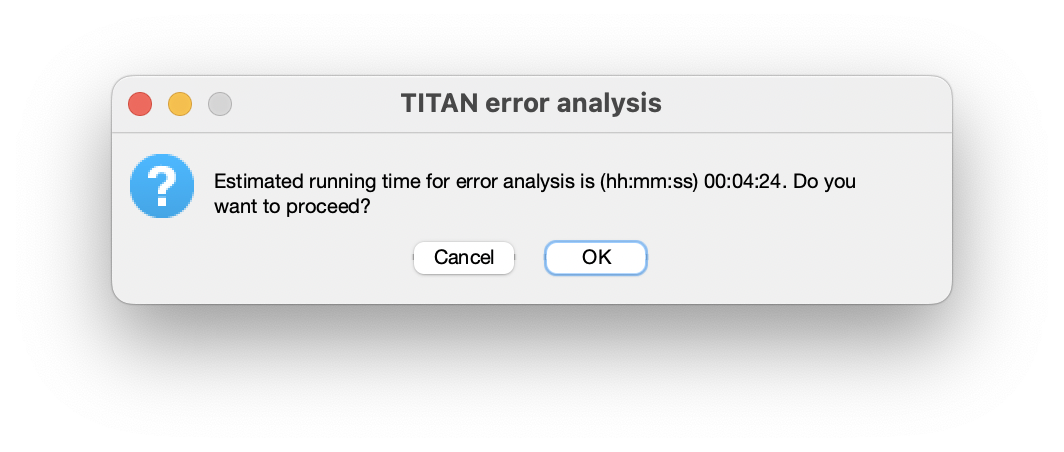 TITAN error analysis
Estimated running time for error analysis is (hh:mm:ss) 00:04:24. Do you
want to proceed?
Cancel
OK